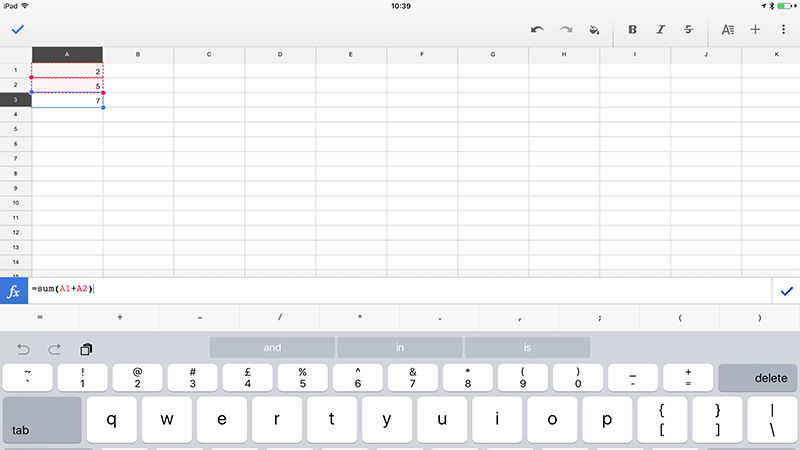 iPad 10:39
B I S A
A B C D E F G H I J K
1 2
2 5
3 7
4
5
6
7
8
9
10
11
12
13
14
15
fx =sum(A1+A2)
= + - / * . , ; ( )
and in is
~ ! @ # £ % ^ & * ( ) _ +
` 1 2 3 4 5 6 7 8 9 0 - = delete
{ } |
tab q w e r t y u i o p [ ] \